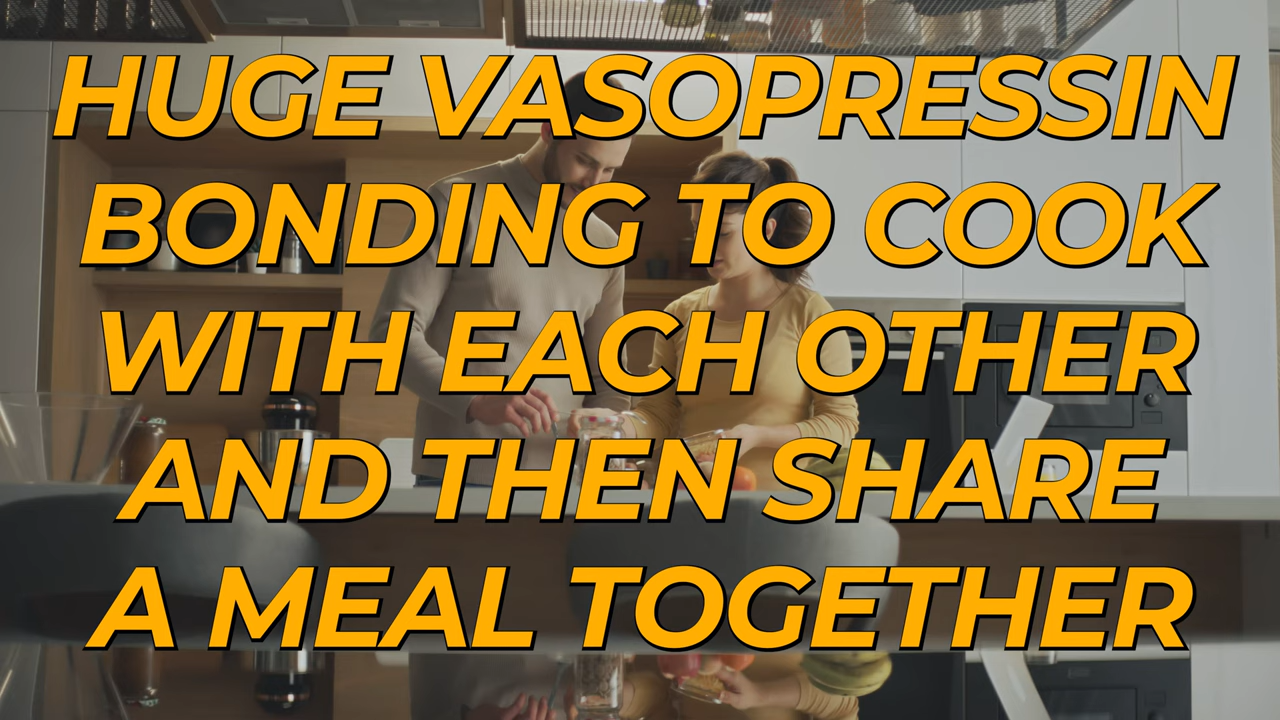 HUGE VASOPRESSIN
BONDING TO COOK
WITH EACH OTHER
AND THEN SHARE
A MEAL TOGETHER